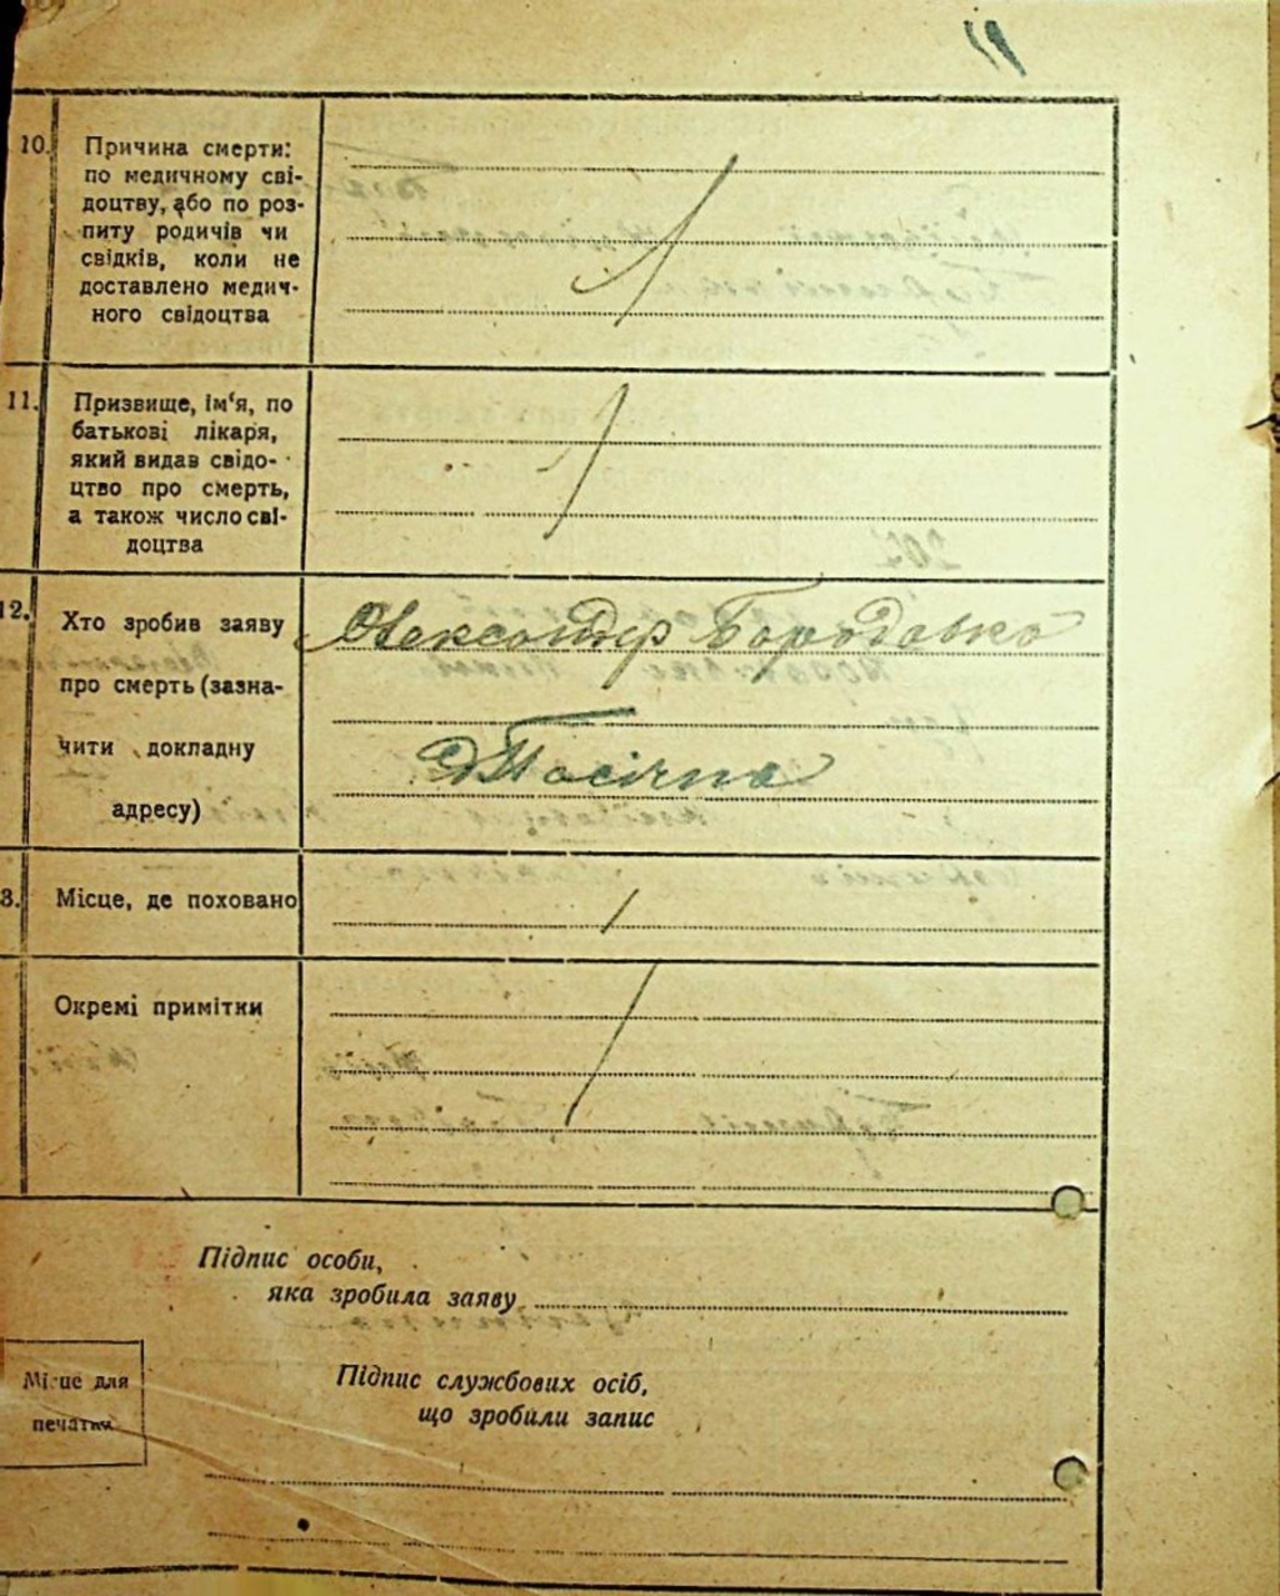 19
10. Причина смерти:
по медичному сві-
доцтву, або по роз-
питу родичів чи
свідків, коли не
доставлено медич-
ного свідоцтва
11. Призвище, ім‘я, по
батькові лікаря,
який видав свідо-
цтво про смерть,
а також число сві-
доцтва
12. Хто зробив заяву Олександр Бородавко
про смерть (зазна-
чити докладну
адресу)
3. Місце, де поховано
Окремі примітки
Підпис особи,
яка зробила заяву
Місце для
печатки
Підпис службових осіб,
що зробили запис